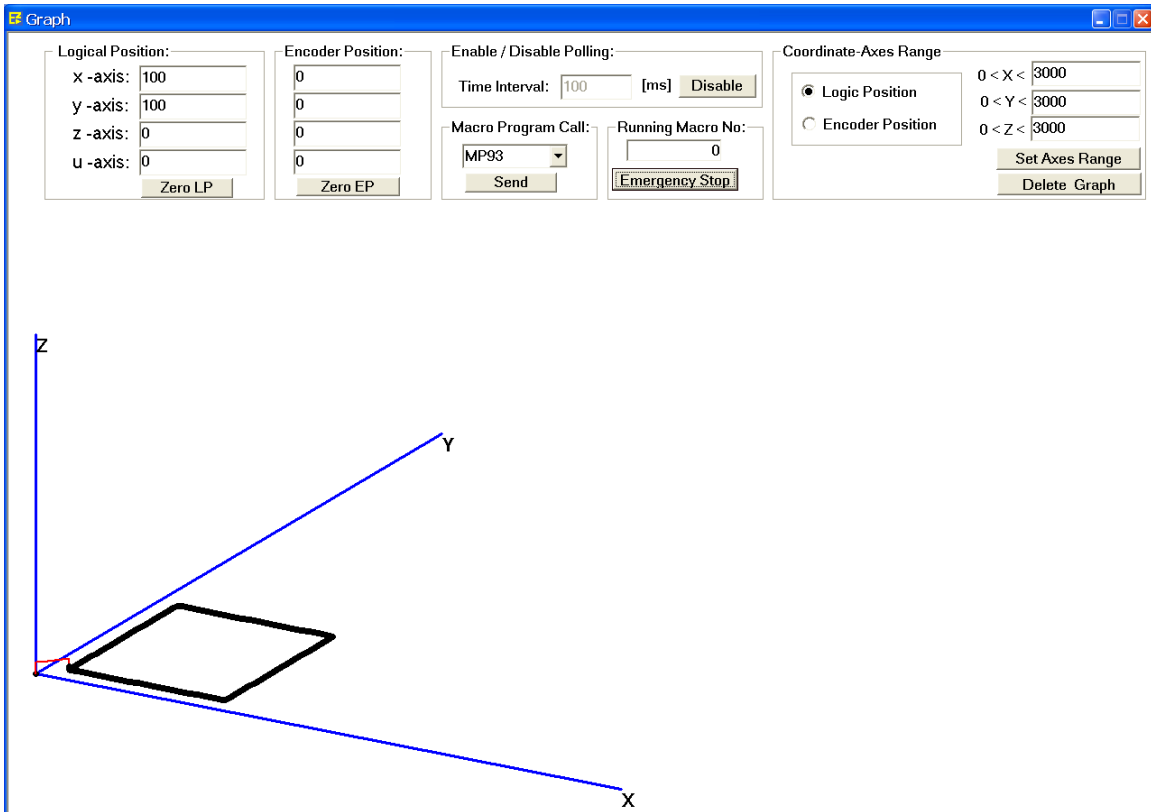 Graph
Logical Position:
x -axis: 100
y -axis: 100
z -axis: 0
u -axis: 0
Zero LP
Encoder Position:
0
0
0
0
Zero EP
Enable / Disable Polling:
Time Interval: 100 [ms] Disable
Macro Program Call:
MP93
Send
Running Macro No:
0
Emergency Stop
Coordinate-Axes Range
Logic Position
Encoder Position
0 < X < 3000
0 < Y < 3000
0 < Z < 3000
Set Axes Range
Delete Graph
Z
Y
X